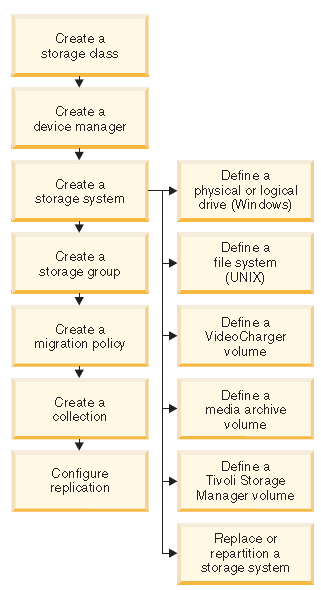 Create a
storage class
Create a
device manager
Create a
storage system
Create a
storage group
Create a
migration policy
Create a
collection
Configure
replication
Define a
physical or logical
drive (Windows)
Define a
file system
(UNIX)
Define a
VideoCharger
volume
Define a
media archive
volume
Define a
Tivoli Storage
Manager volume
Replace or
repartition a
storage system